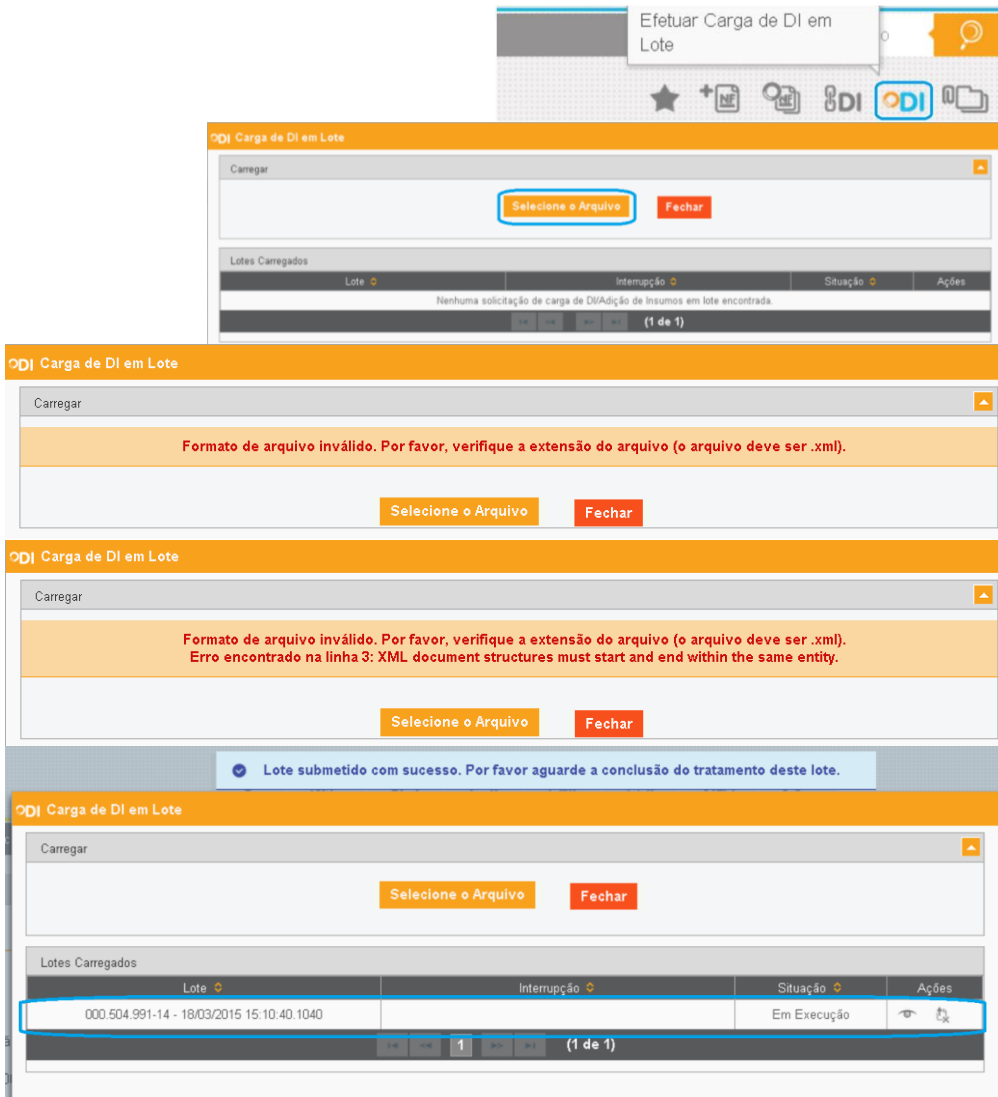 Efetuar Carga de DI em
Lote
o
+NF DI DI
DI Carga de DI em Lote
Carregar
Selecione o Arquivo Fechar
Lotes Carregados
Lote Interrupção Situação Ações
Nenhuma solicitação de carga de DI/Adição de Insumos em lote encontrada.
(1 de 1)
DI Carga de DI em Lote
Carregar
Formato de arquivo inválido. Por favor, verifique a extensão do arquivo (o arquivo deve ser .xml).
Selecione o Arquivo Fechar
DI Carga de DI em Lote
Carregar
Formato de arquivo inválido. Por favor, verifique a extensão do arquivo (o arquivo deve ser .xml).
Erro encontrado na linha 3: XML document structures must start and end within the same entity.
Selecione o Arquivo Fechar
Lote submetido com sucesso. Por favor aguarde a conclusão do tratamento deste lote.
DI Carga de DI em Lote
Carregar
Selecione o Arquivo Fechar
Lotes Carregados
Lote Interrupção Situação Ações
000.504.991-14 - 18/03/2015 15:10:40.1040 Em Execução
1 (1 de 1)